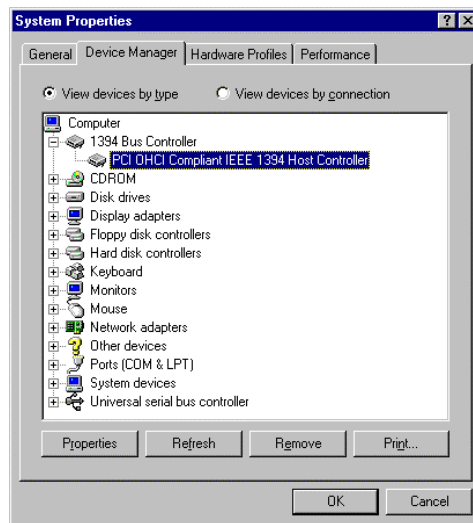 System Properties
General Device Manager Hardware Profiles Performance
View devices by type View devices by connection
Computer
1394 Bus Controller
PCI OHCI Compliant IEEE 1394 Host Controller
CDROM
Disk drives
Display adapters
Floppy disk controllers
Hard disk controllers
Keyboard
Monitors
Mouse
Network adapters
Other devices
Ports (COM & LPT)
System devices
Universal serial bus controller
Properties Refresh Remove Print...
OK Cancel